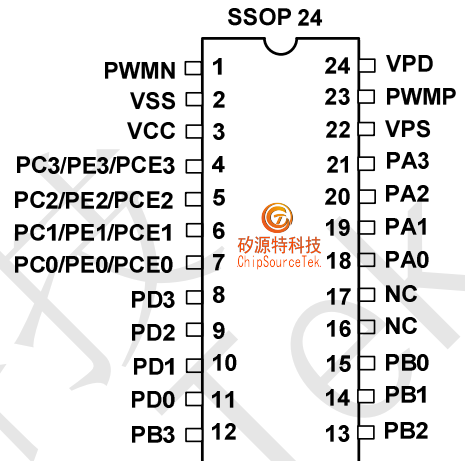 SSOP 24
PWMN 1 24 VPD
VSS 2 23 PWMP
VCC 3 22 VPS
PC3/PE3/PCE3 4 21 PA3
PC2/PE2/PCE2 5 20 PA2
PC1/PE1/PCE1 6 19 PA1
PC0/PE0/PCE0 7 18 PA0
矽源特科技
ChipSourceTek
PD3 8 17 NC
PD2 9 16 NC
PD1 10 15 PB0
PD0 11 14 PB1
PB3 12 13 PB2